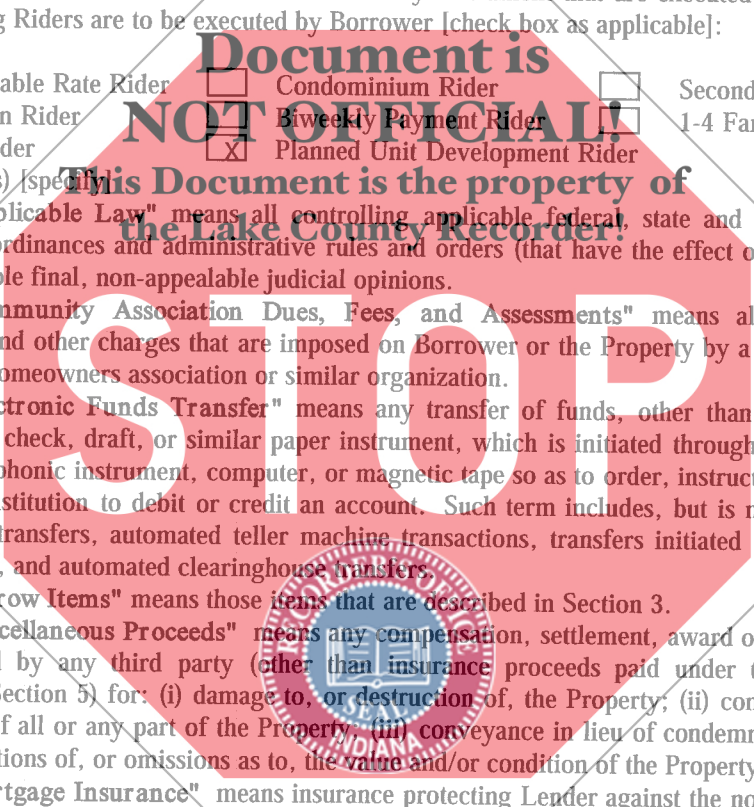 g Riders are to be executed by Borrower [check box as applicable]:
Document is
able Rate Rider Condominium Rider Second
NOT OFFICIAL!
n Rider Biweekly Payment Rider 1-4 Far
der X Planned Unit Development Rider
This Document is the property of
s) [specify]
plicable Law" means all controlling applicable federal, state and
the Lake County Recorder!
ordinances and administrative rules and orders (that have the effect o
ole final, non-appealable judicial opinions.
mmunity Association Dues, Fees, and Assessments" means al
nd other charges that are imposed on Borrower or the Property by a
omeowners association or similar organization.
STOP
ctronic Funds Transfer" means any transfer of funds, other than
check, draft, or similar paper instrument, which is initiated through
phonic instrument, computer, or magnetic tape so as to order, instruct
stitution to debit or credit an account. Such term includes, but is n
transfers, automated teller machine transactions, transfers initiated
, and automated clearinghouse transfers.
RECORDER'S OFFICE
row Items" means those items that are described in Section 3.
cellaneous Proceeds" means any compensation, settlement, award o
l by any third party (other than insurance proceeds paid under
Section 5) for: (i) damage to, or destruction of, the Property; (ii) con
SEAL
f all or any part of the Property; (iii) conveyance in lieu of condemn
INDIANA
tions of, or omissions as to, the value and/or condition of the Property
rtgage Insurance" means insurance protecting Lender against the no